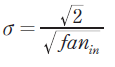 σ = √2 / √fan_in